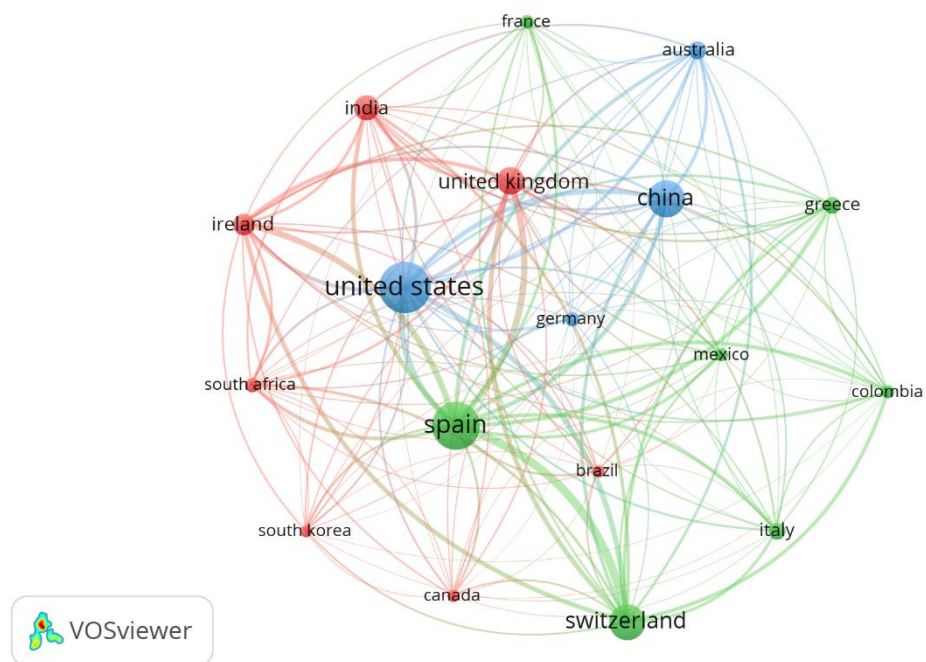 france
australia
india
united kingdom
china
greece
ireland
united states
germany
mexico
south africa
colombia
spain
brazil
south korea
italy
canada
switzerland
VOSviewer